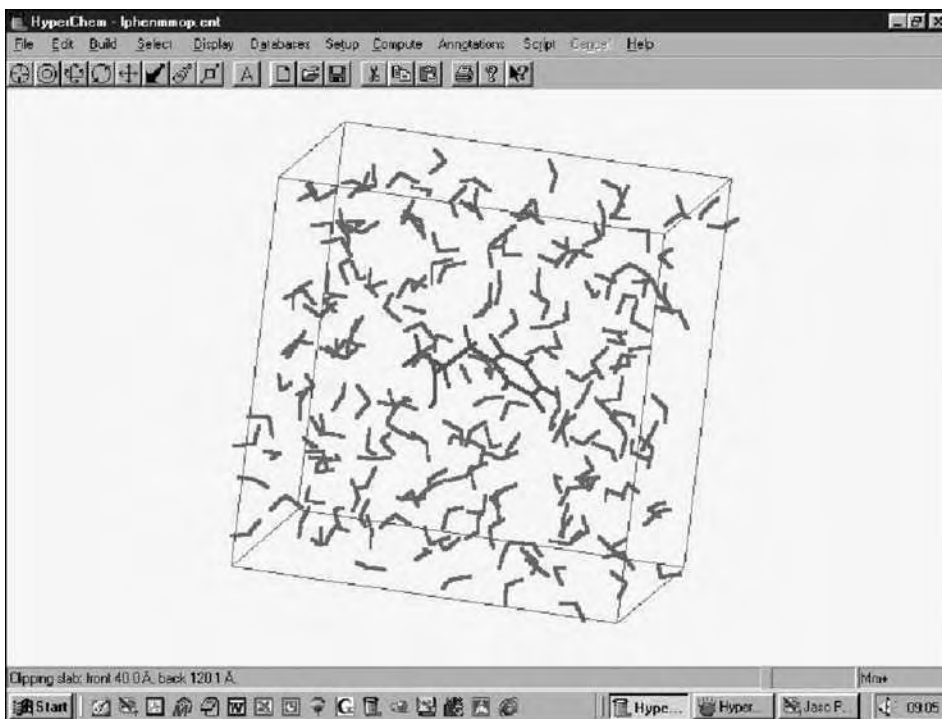 HyperChem - lphenmmop.ent
File Edit Build Select Display Databases Setup Compute Annotations Script Cancel Help
A
Clipping slab: front 40.0 Å, back 120.1 Å.
Mm+
Start
Hype...
Hyper...
Jasc P...
09:05